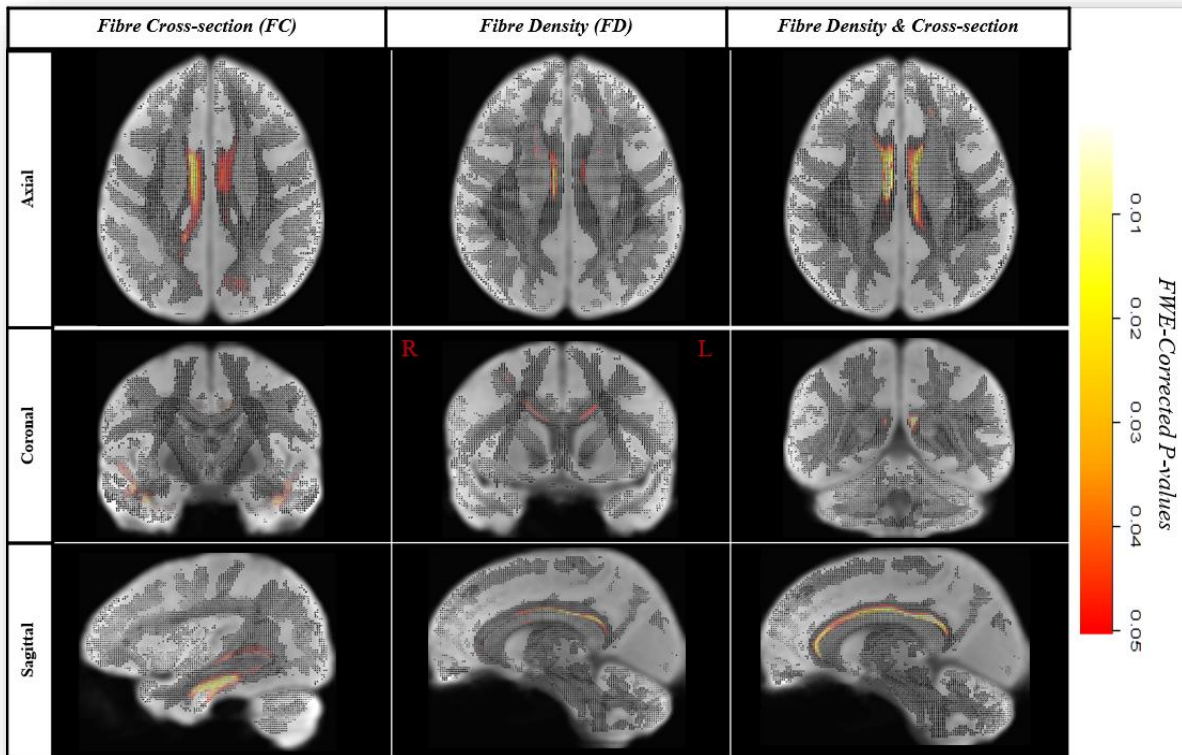 Fibre Cross-section (FC)
Fibre Density (FD)
Fibre Density & Cross-section
Axial
Coronal
R
L
Sagittal
0.01
0.02
0.03
0.04
0.05
FWE-Corrected P-values